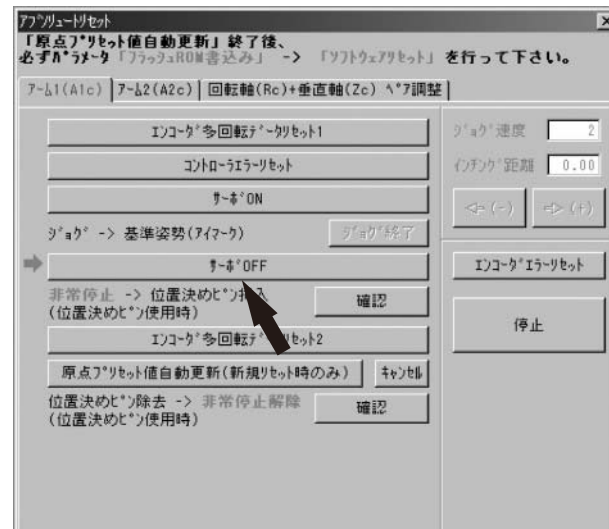 ｱﾌﾞｿﾘｭｰﾄﾘｾｯﾄ
「原点ﾌﾟﾘｾｯﾄ値自動更新」終了後、
必ずﾊﾟﾗﾒｰﾀ「ﾌﾗｯｼｭROM書込み」 -> 「ｿﾌﾄｳｪｱﾘｾｯﾄ」 を行って下さい。
ｱｰﾑ1(A1c) ｱｰﾑ2(A2c) 回転軸(Rc)+垂直軸(Zc) ﾍﾟｱ調整
ｴﾝｺｰﾀﾞ多回転ﾃﾞｰﾀﾘｾｯﾄ1
ｺﾝﾄﾛｰﾗｴﾗｰﾘｾｯﾄ
ｻｰﾎﾞON
ｼﾞｮｸﾞ -> 基準姿勢(ｱｲﾏｰｸ) ｼﾞｮｸﾞ終了
ｻｰﾎﾞOFF
非常停止 -> 位置決めﾋﾟﾝ挿入
(位置決めﾋﾟﾝ使用時)
確認
ｴﾝｺｰﾀﾞ多回転ﾃﾞｰﾀﾘｾｯﾄ2
原点ﾌﾟﾘｾｯﾄ値自動更新(新規ﾘｾｯﾄ時のみ) ｷｬﾝｾﾙ
位置決めﾋﾟﾝ除去 -> 非常停止解除
(位置決めﾋﾟﾝ使用時)
確認
ｼﾞｮｸﾞ速度 2
ｲﾝﾁﾝｸﾞ距離 0.00
(-) (+)
ｴﾝｺｰﾀﾞｴﾗｰﾘｾｯﾄ
停止